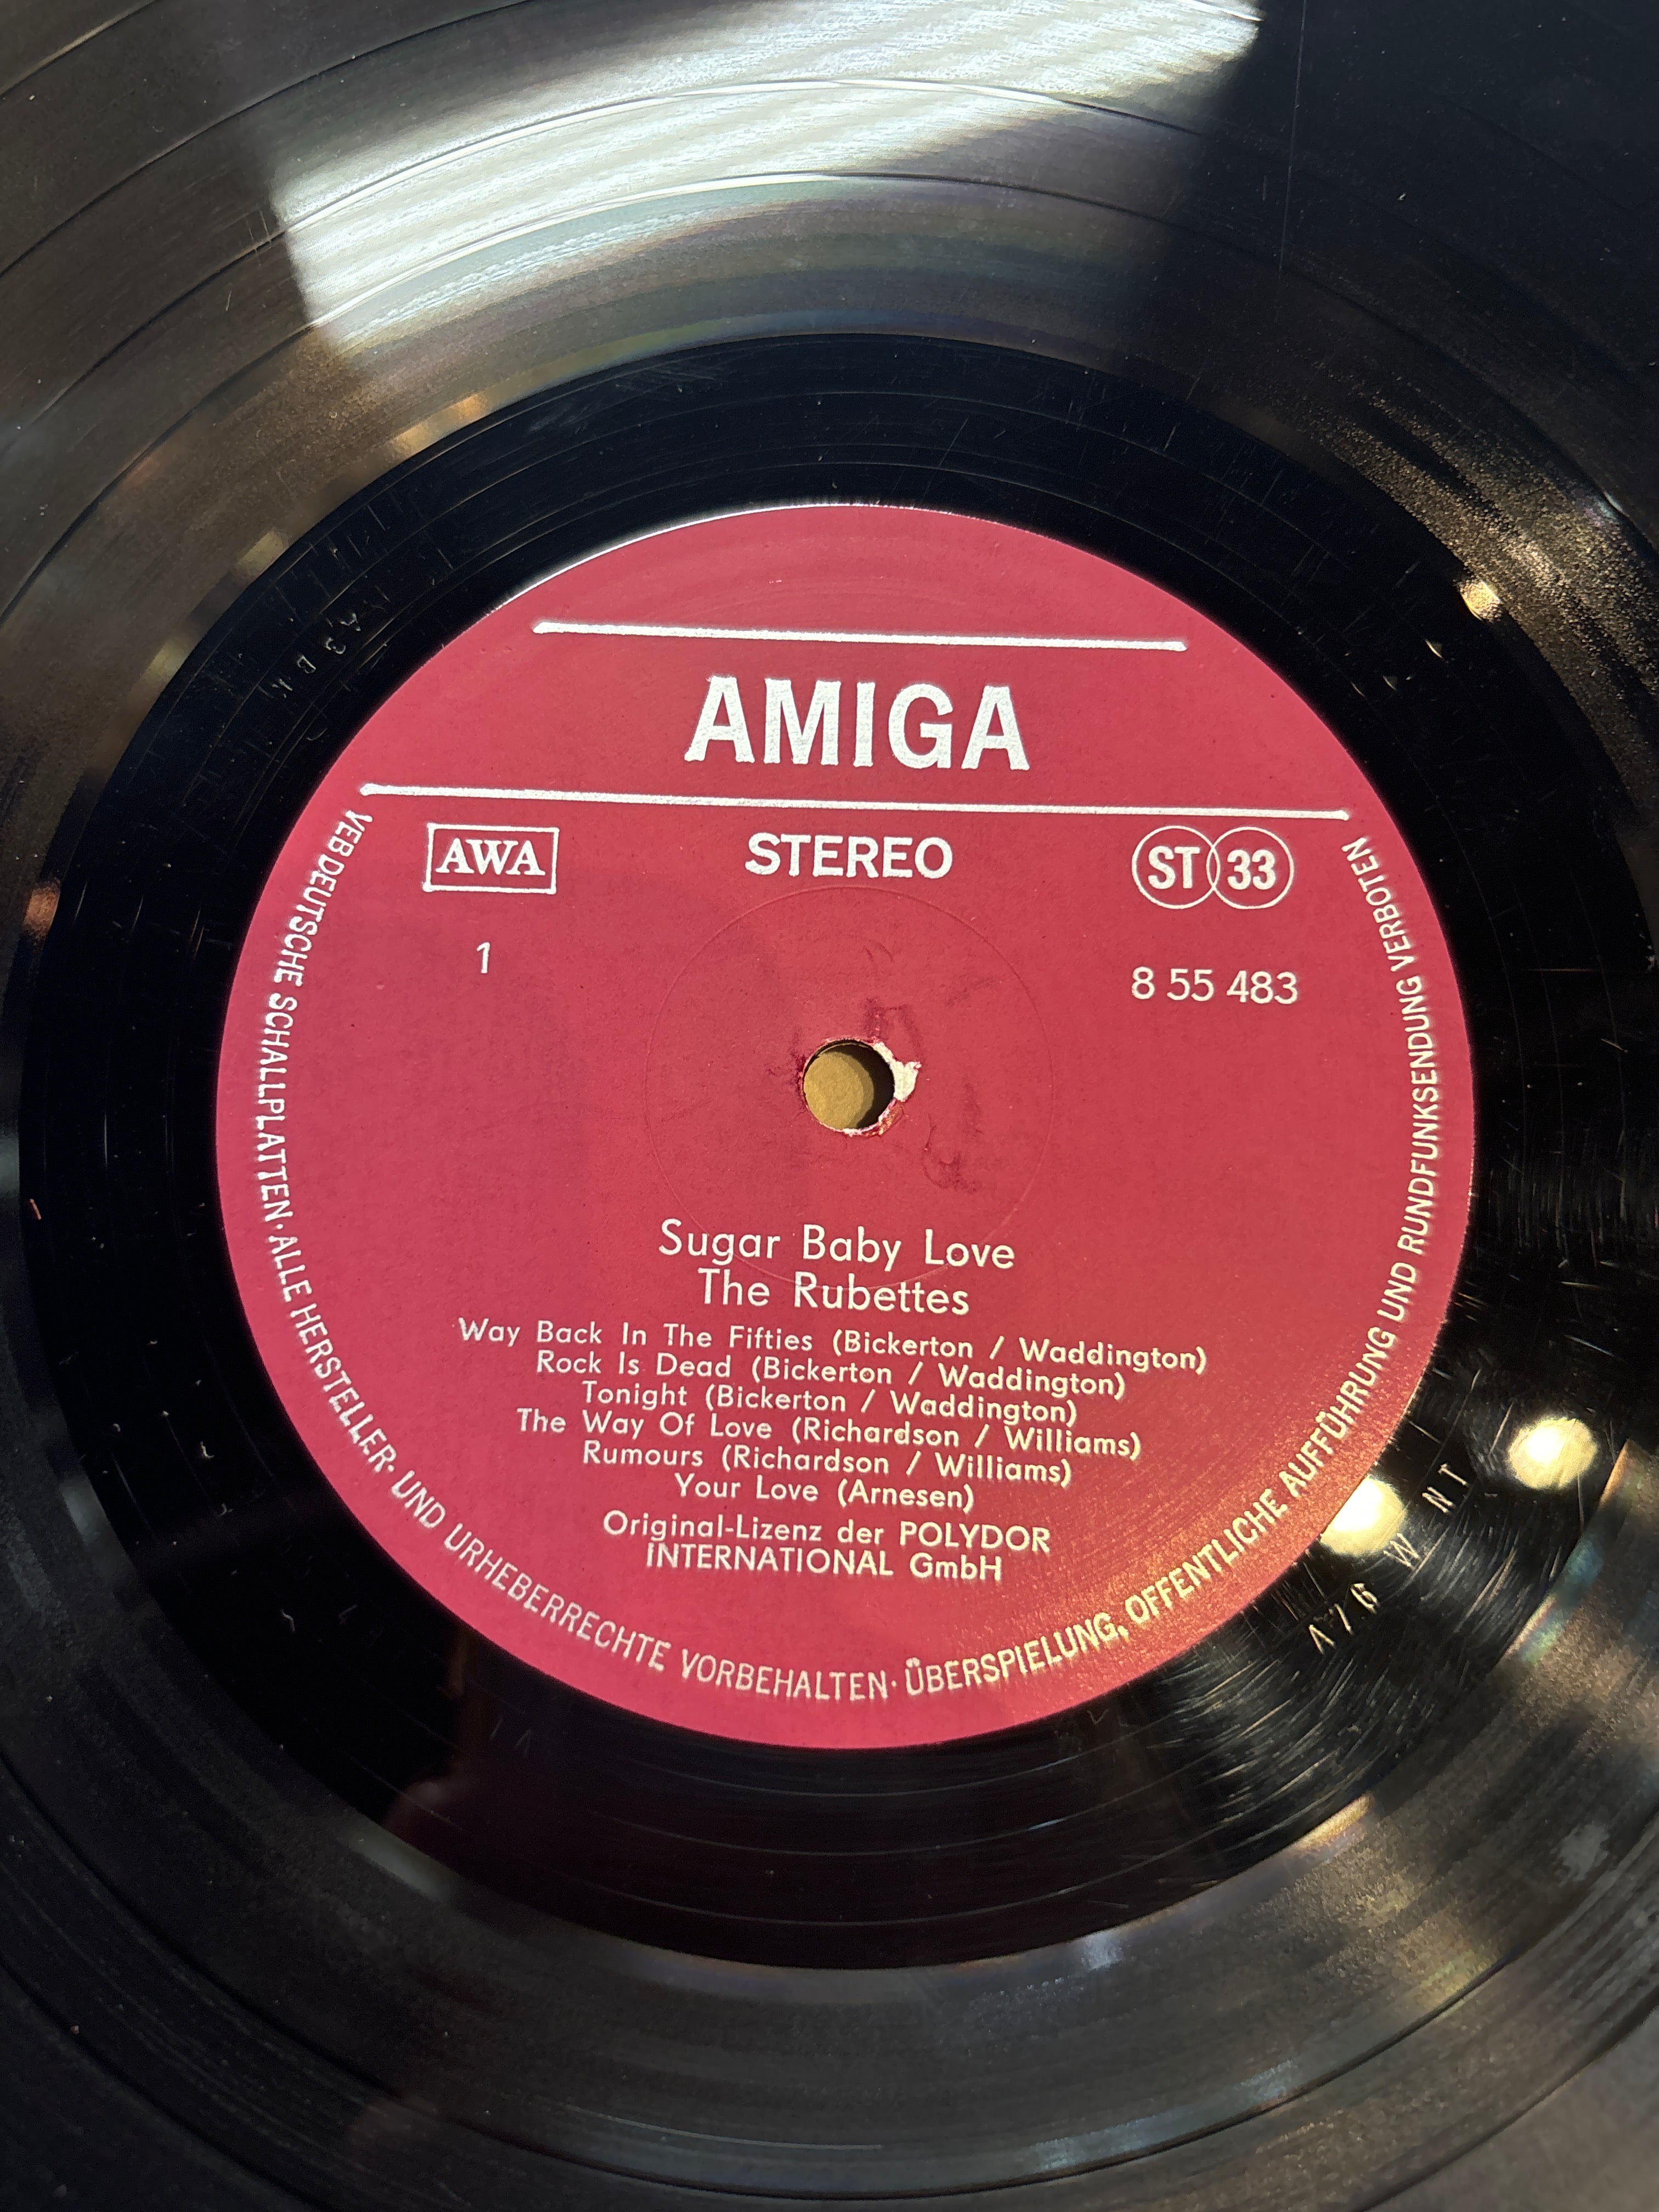 AMIGA
AWA
STEREO
ST 33
1
8 55 483
Sugar Baby Love
The Rubettes
Way Back In The Fifties (Bickerton / Waddington)
Rock Is Dead (Bickerton / Waddington)
Tonight (Bickerton / Waddington)
The Way Of Love (Richardson / Williams)
Rumours (Richardson / Williams)
Your Love (Arnesen)
Original-Lizenz der POLYDOR
INTERNATIONAL GmbH
VEB DEUTSCHE SCHALLPLATTEN · ALLE HERSTELLER- UND URHEBERRECHTE VORBEHALTEN · ÜBERSPIELUNG, ÖFFENTLICHE AUFFÜHRUNG UND RUNDFUNKSENDUNG VERBOTEN